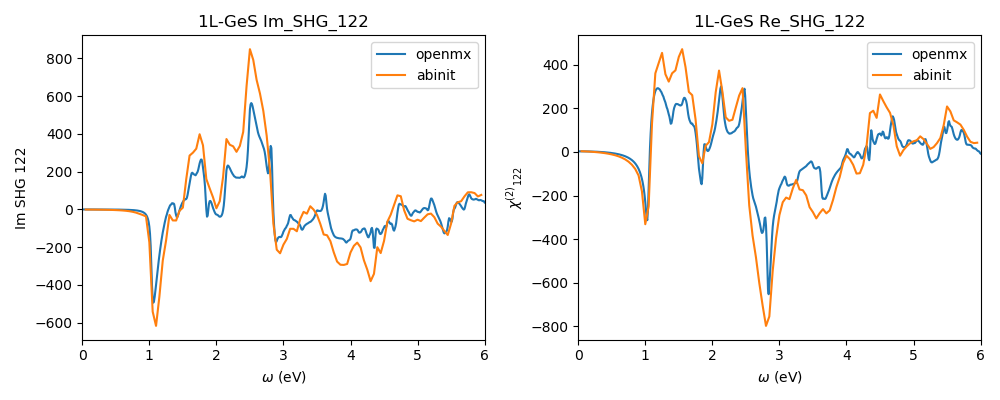 1L-GeS Im_SHG_122
Im SHG 122
800
600
400
200
0
−200
−400
−600
0 1 2 3 4 5 6
ω (eV)
openmx
abinit
1L-GeS Re_SHG_122
χ⁽²⁾₁₂₂
400
200
0
−200
−400
−600
−800
0 1 2 3 4 5 6
ω (eV)
openmx
abinit